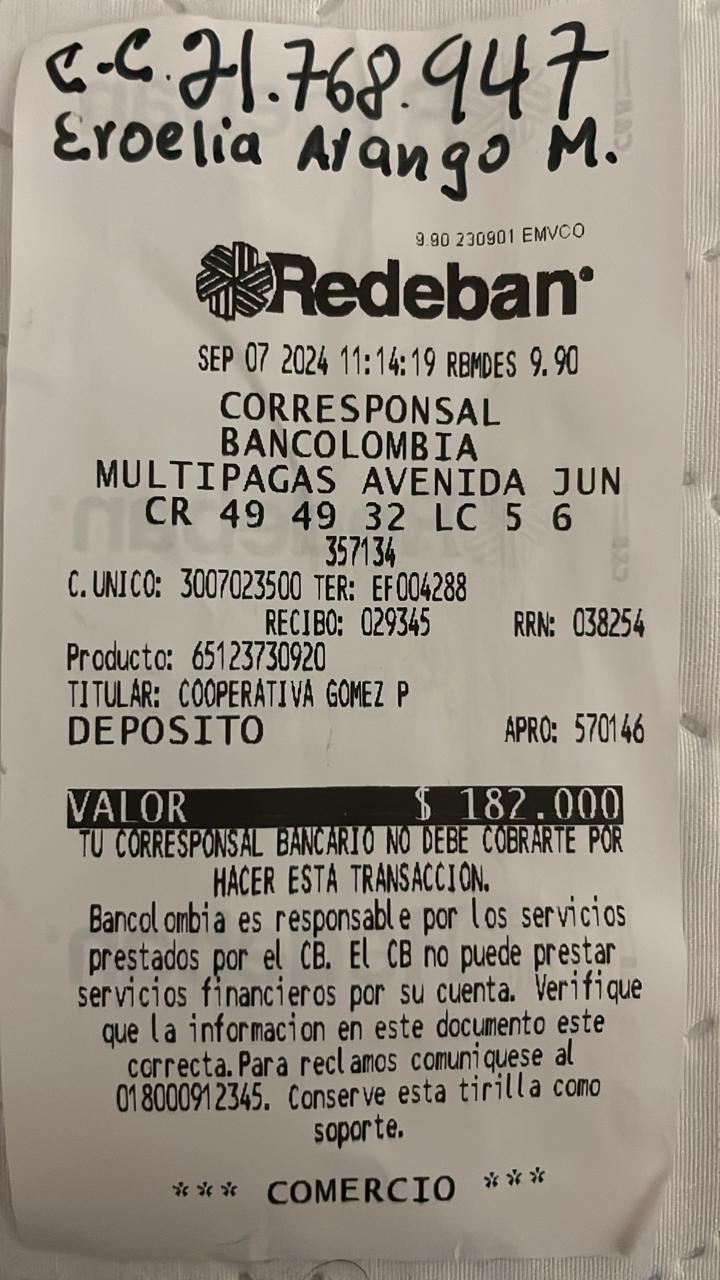 C.C. 21.768.947
Eroelia Arango M.
9.90 230901 EMVCO
Redeban
SEP 07 2024 11:14:19 RBMDES 9.90
CORRESPONSAL
BANCOLOMBIA
MULTIPAGAS AVENIDA JUN
CR 49 49 32 LC 5 6
357134
C.UNICO: 3007023500 TER: EF004288
RECIBO: 029345 RRN: 038254
Producto: 65123730920
TITULAR: COOPERATIVA GOMEZ P
DEPOSITO APRO: 570146
VALOR $ 182.000
TU CORRESPONSAL BANCARIO NO DEBE COBRARTE POR
HACER ESTA TRANSACCION.
Bancolombia es responsable por los servicios
prestados por el CB. El CB no puede prestar
servicios financieros por su cuenta. Verifique
que la informacion en este documento este
correcta. Para reclamos comuniquese al
018000912345. Conserve esta tirilla como
soporte.
*** COMERCIO ***